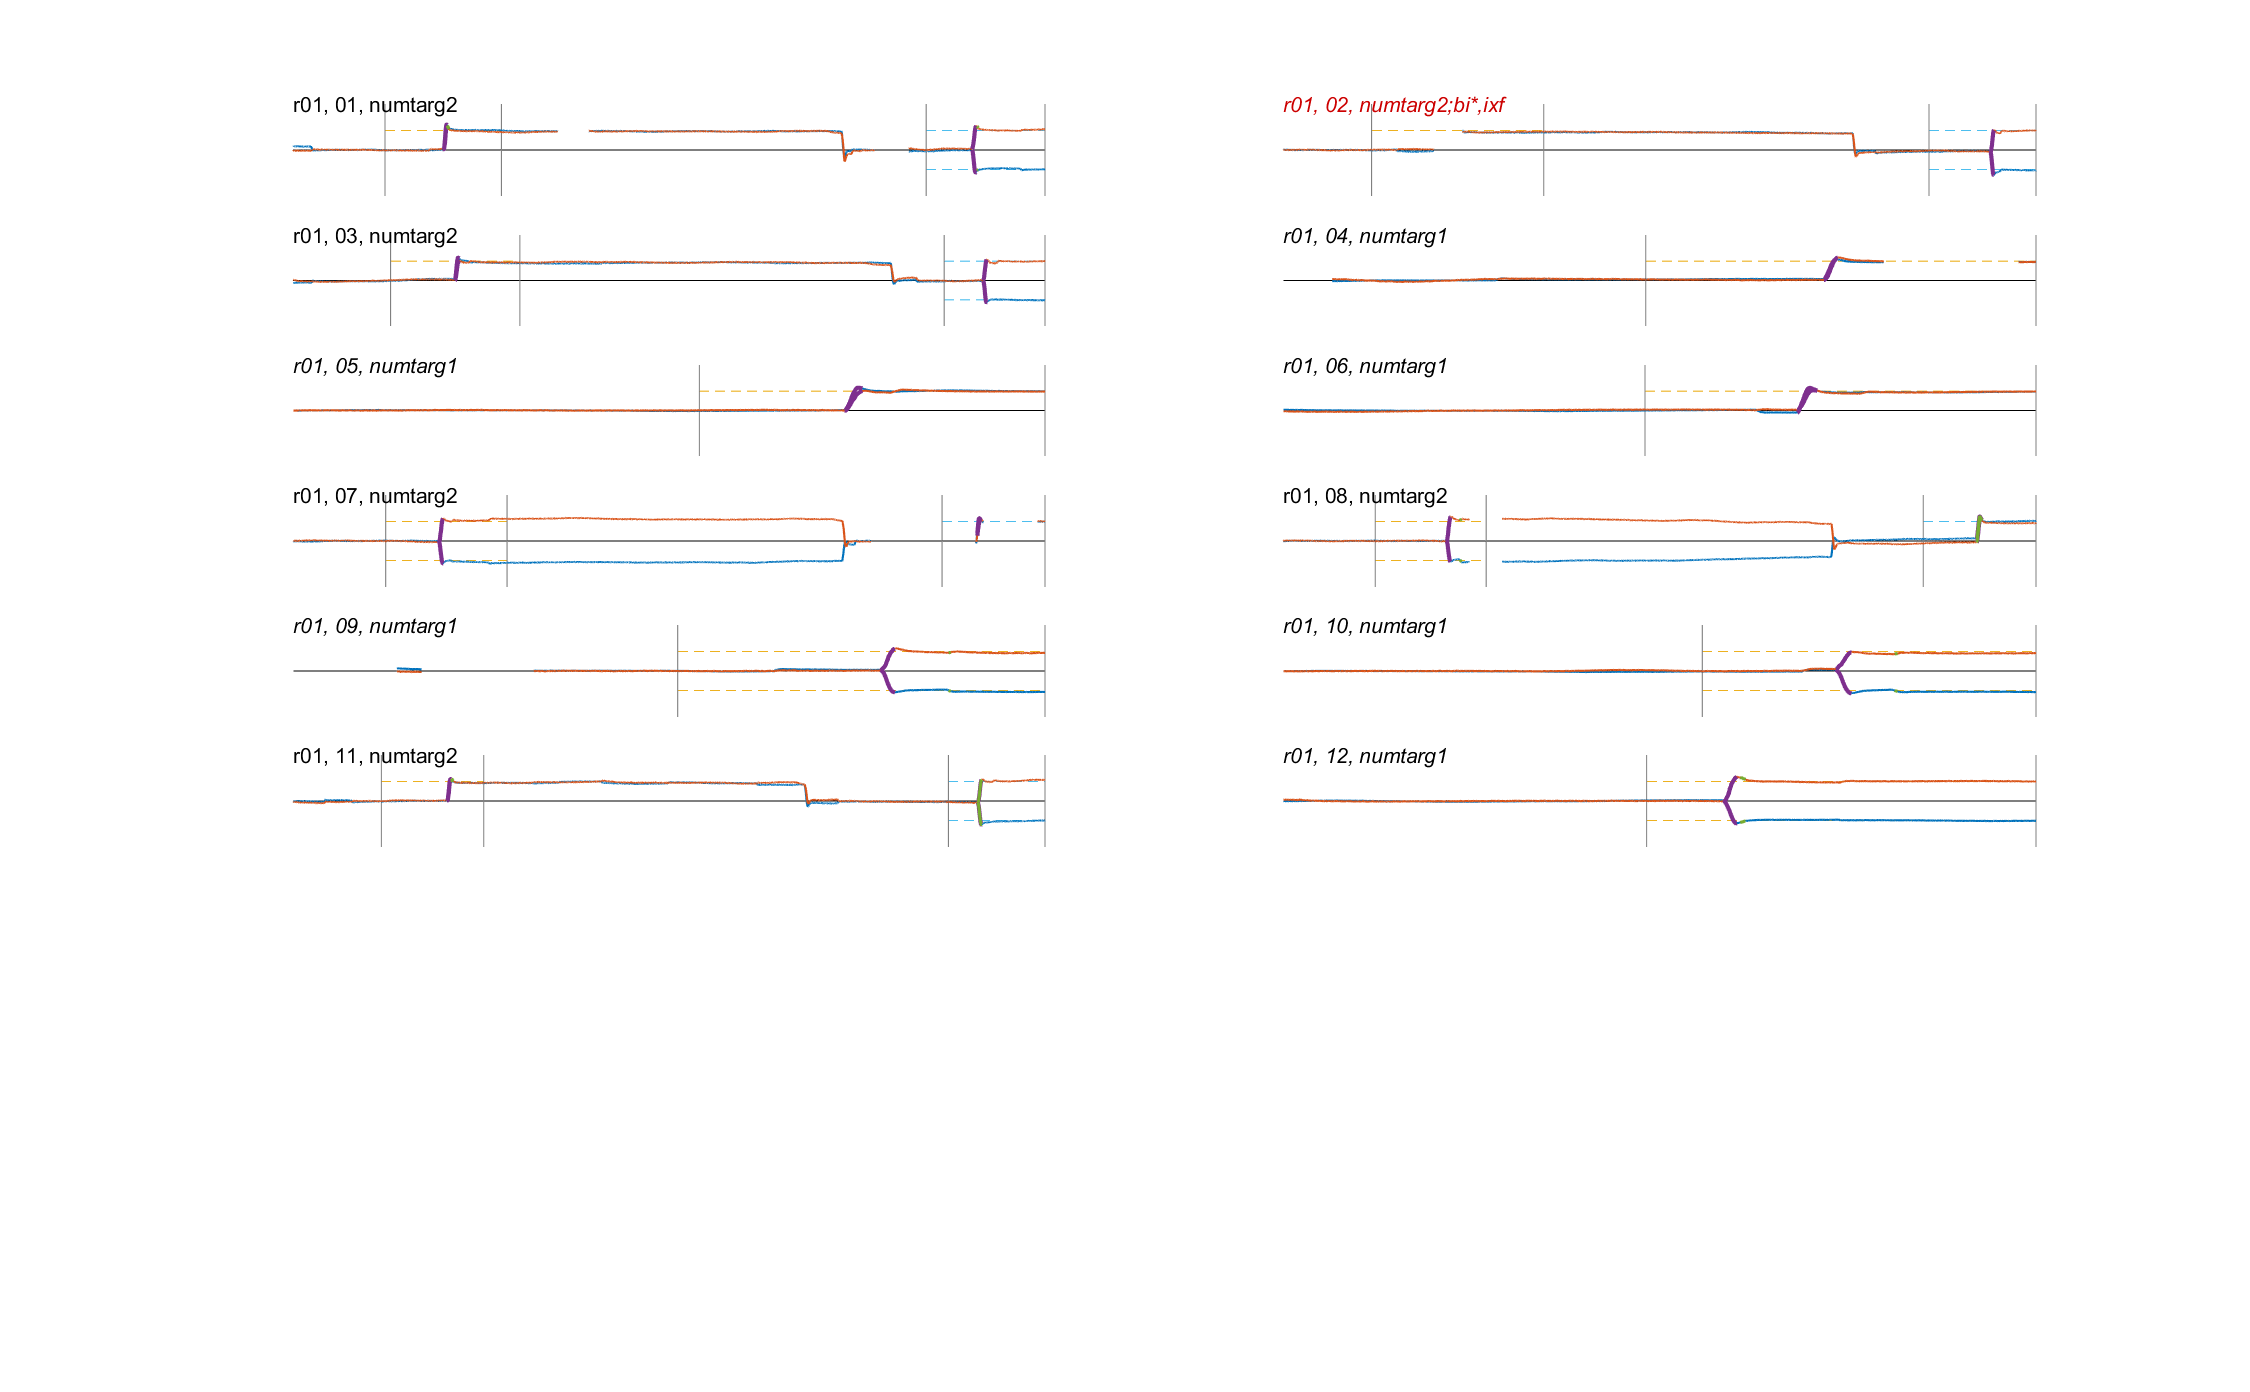 r01, 01, numtarg2
r01, 02, numtarg2;bi*,ixf
r01, 03, numtarg2
r01, 04, numtarg1
r01, 05, numtarg1
r01, 06, numtarg1
r01, 07, numtarg2
r01, 08, numtarg2
r01, 09, numtarg1
r01, 10, numtarg1
r01, 11, numtarg2
r01, 12, numtarg1